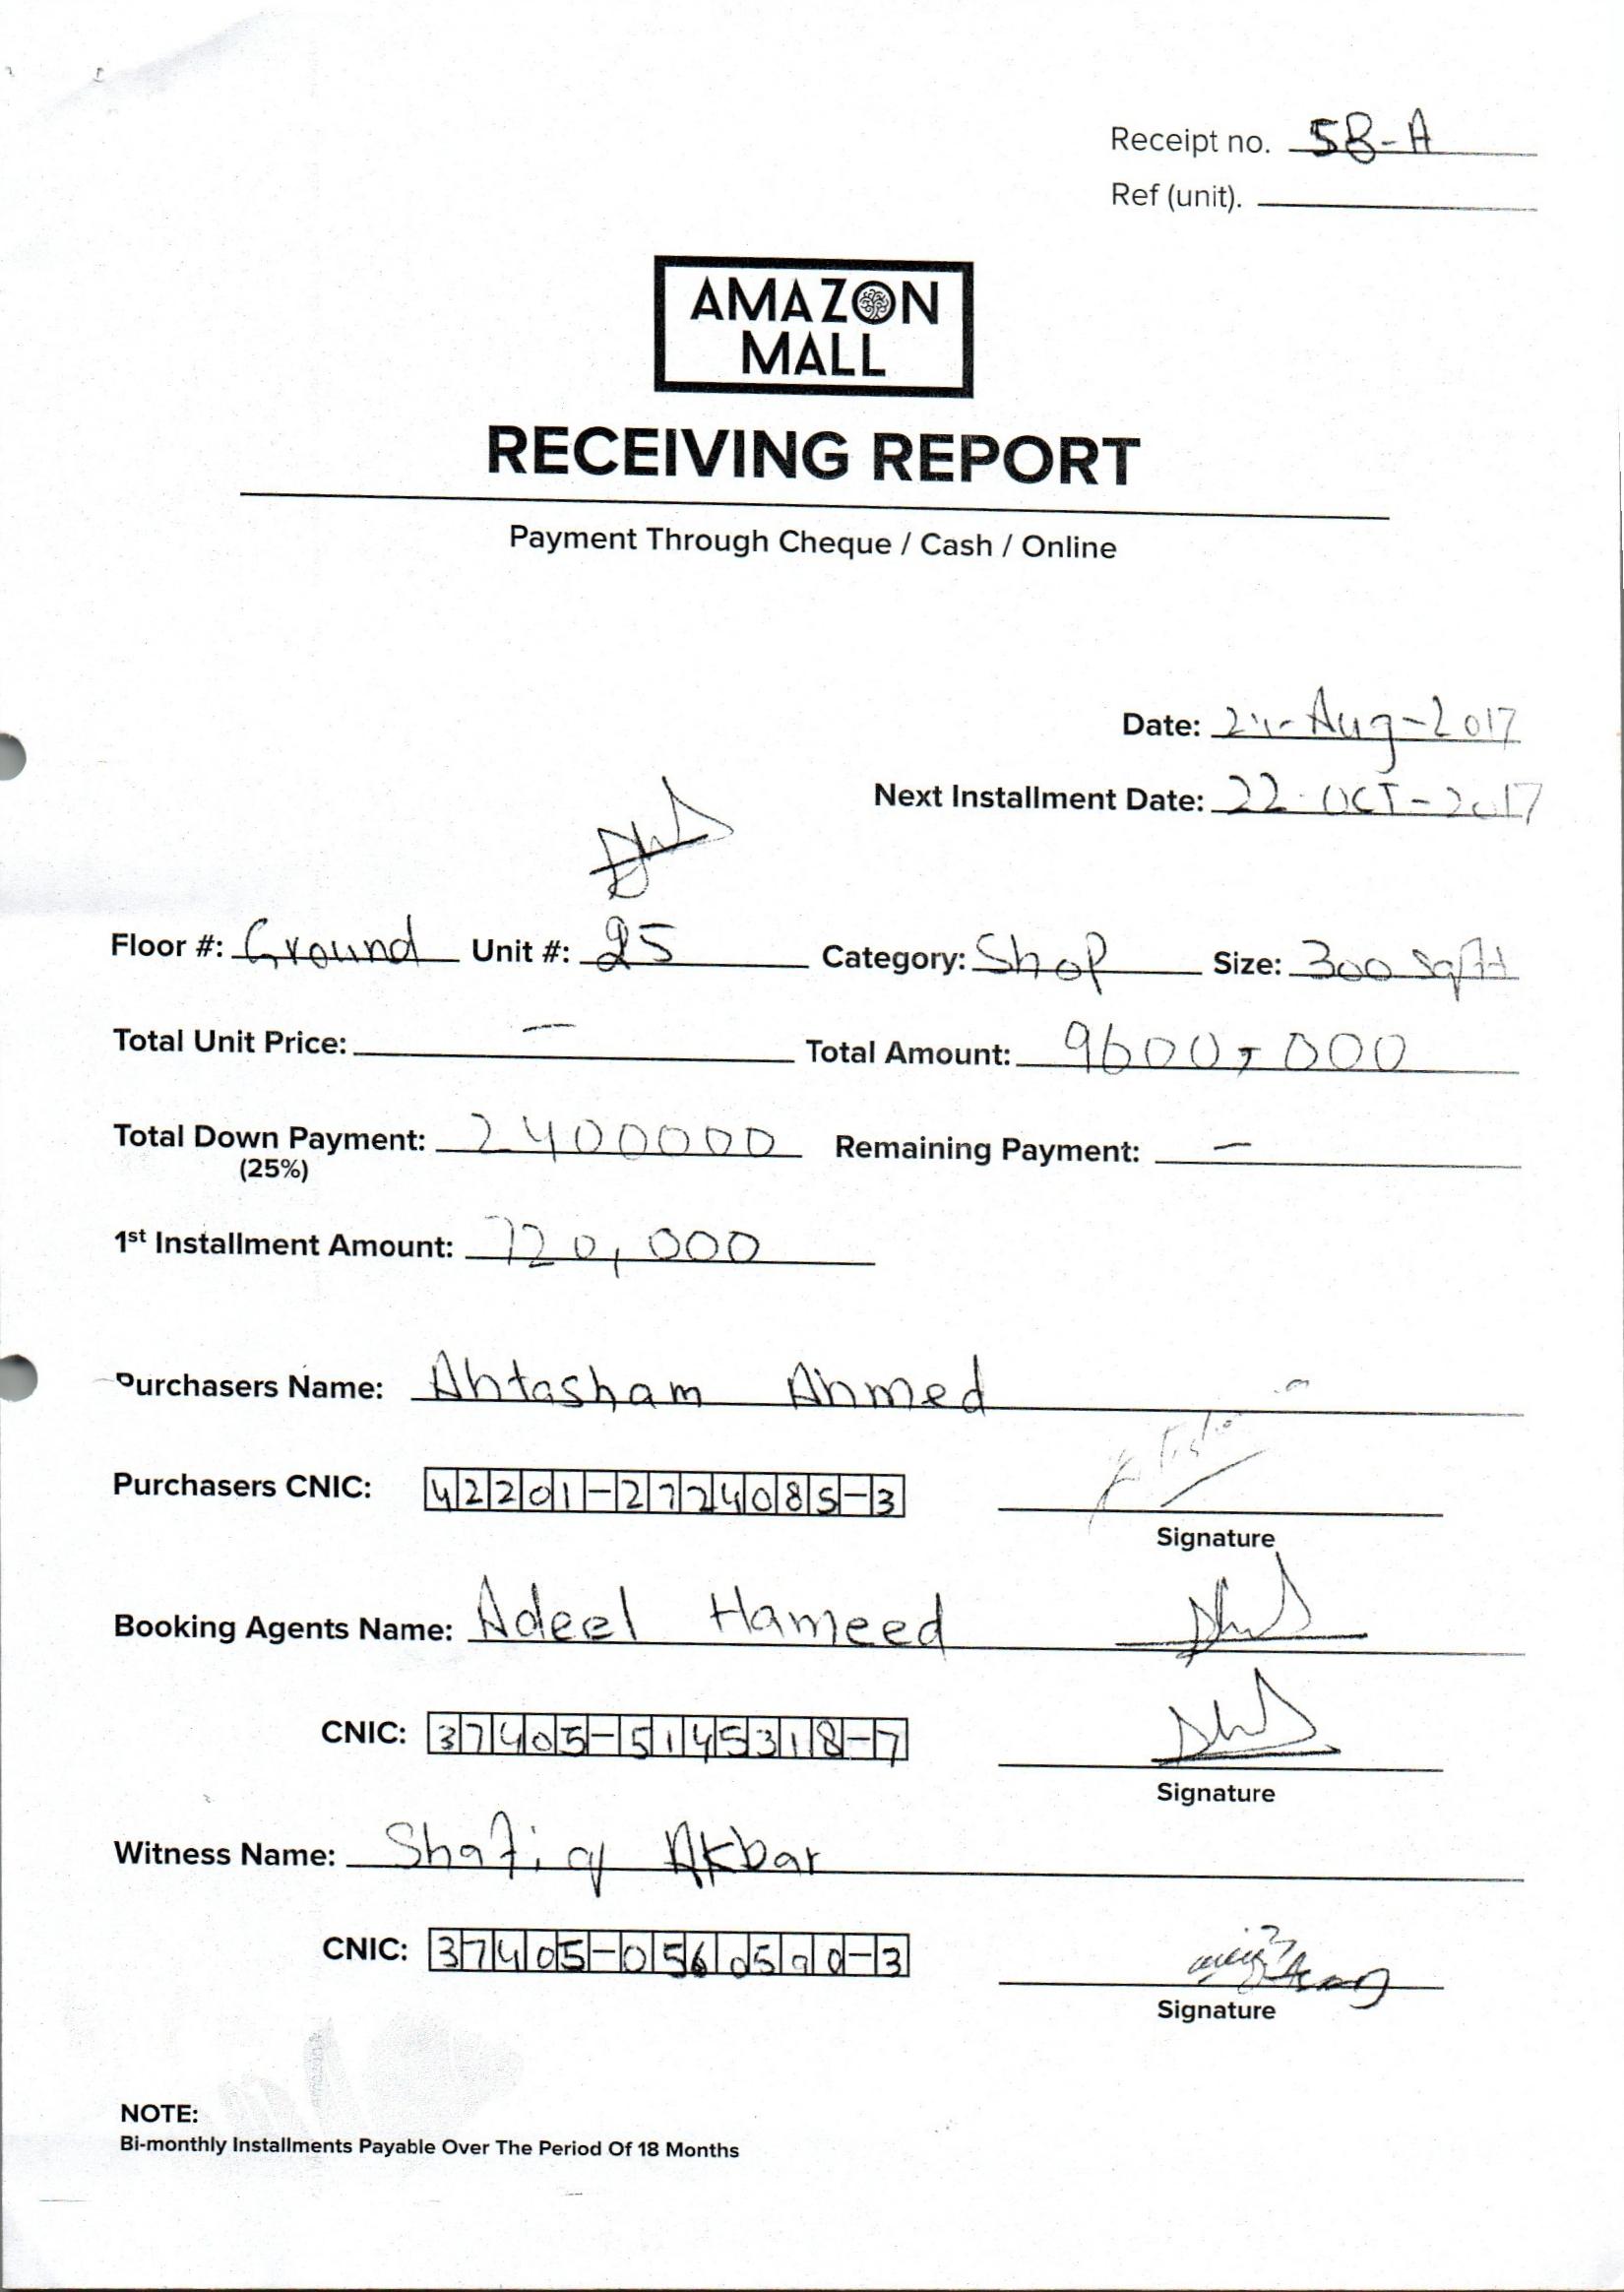 Receipt no. 58-A
Ref (unit).
AMAZON
MALL
RECEIVING REPORT
Payment Through Cheque / Cash / Online
Date: -Aug-2017
Next Installment Date: 22-OCT-2017
Floor #: Ground Unit #: 25 Category: Shop Size: 300 Sqft
Total Unit Price: — Total Amount: 9600,000
Total Down Payment: 2400000 Remaining Payment: —
(25%)
1st Installment Amount: 720,000
Purchasers Name: Ahtasham Ahmed
Purchasers CNIC: 42201-2724085-3
Signature
Booking Agents Name: Adeel Hameed
CNIC: 37405-5145318-7
Signature
Witness Name: Shafiq Akbar
CNIC: 37405-0560590-3
Signature
NOTE:
Bi-monthly Installments Payable Over The Period Of 18 Months